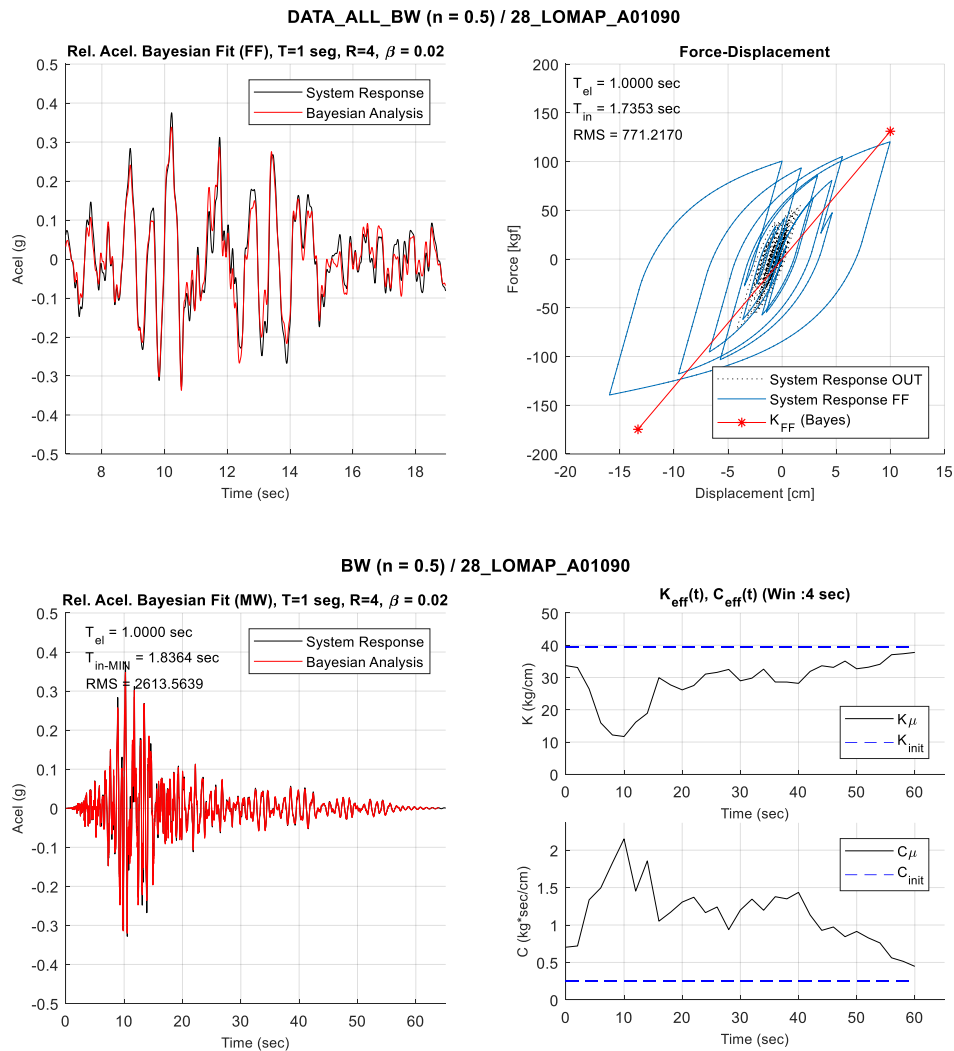 DATA_ALL_BW (n = 0.5) / 28_LOMAP_A01090
Rel. Acel. Bayesian Fit (FF), T=1 seg, R=4, β = 0.02
0.5
0.4
0.3
0.2
0.1
0
-0.1
-0.2
-0.3
-0.4
-0.5
Acel (g)
System Response
Bayesian Analysis
8
10
12
14
16
18
Time (sec)
Force-Displacement
200
150
100
50
0
-50
-100
-150
-200
Force [kgf]
T_el = 1.0000 sec
T_in = 1.7353 sec
RMS = 771.2170
System Response OUT
System Response FF
K_FF (Bayes)
-20
-15
-10
-5
0
5
10
15
Displacement [cm]
BW (n = 0.5) / 28_LOMAP_A01090
Rel. Acel. Bayesian Fit (MW), T=1 seg, R=4, β = 0.02
0.5
0.4
0.3
0.2
0.1
0
-0.1
-0.2
-0.3
-0.4
-0.5
Acel (g)
T_el = 1.0000 sec
T_in-MIN = 1.8364 sec
RMS = 2613.5639
System Response
Bayesian Analysis
0
10
20
30
40
50
60
Time (sec)
K_eff(t), C_eff(t) (Win :4 sec)
50
40
30
20
10
0
K (kg/cm)
Kμ
K_init
0
10
20
30
40
50
60
Time (sec)
2
1.5
1
0.5
0
C (kg*sec/cm)
Cμ
C_init
0
10
20
30
40
50
60
Time (sec)